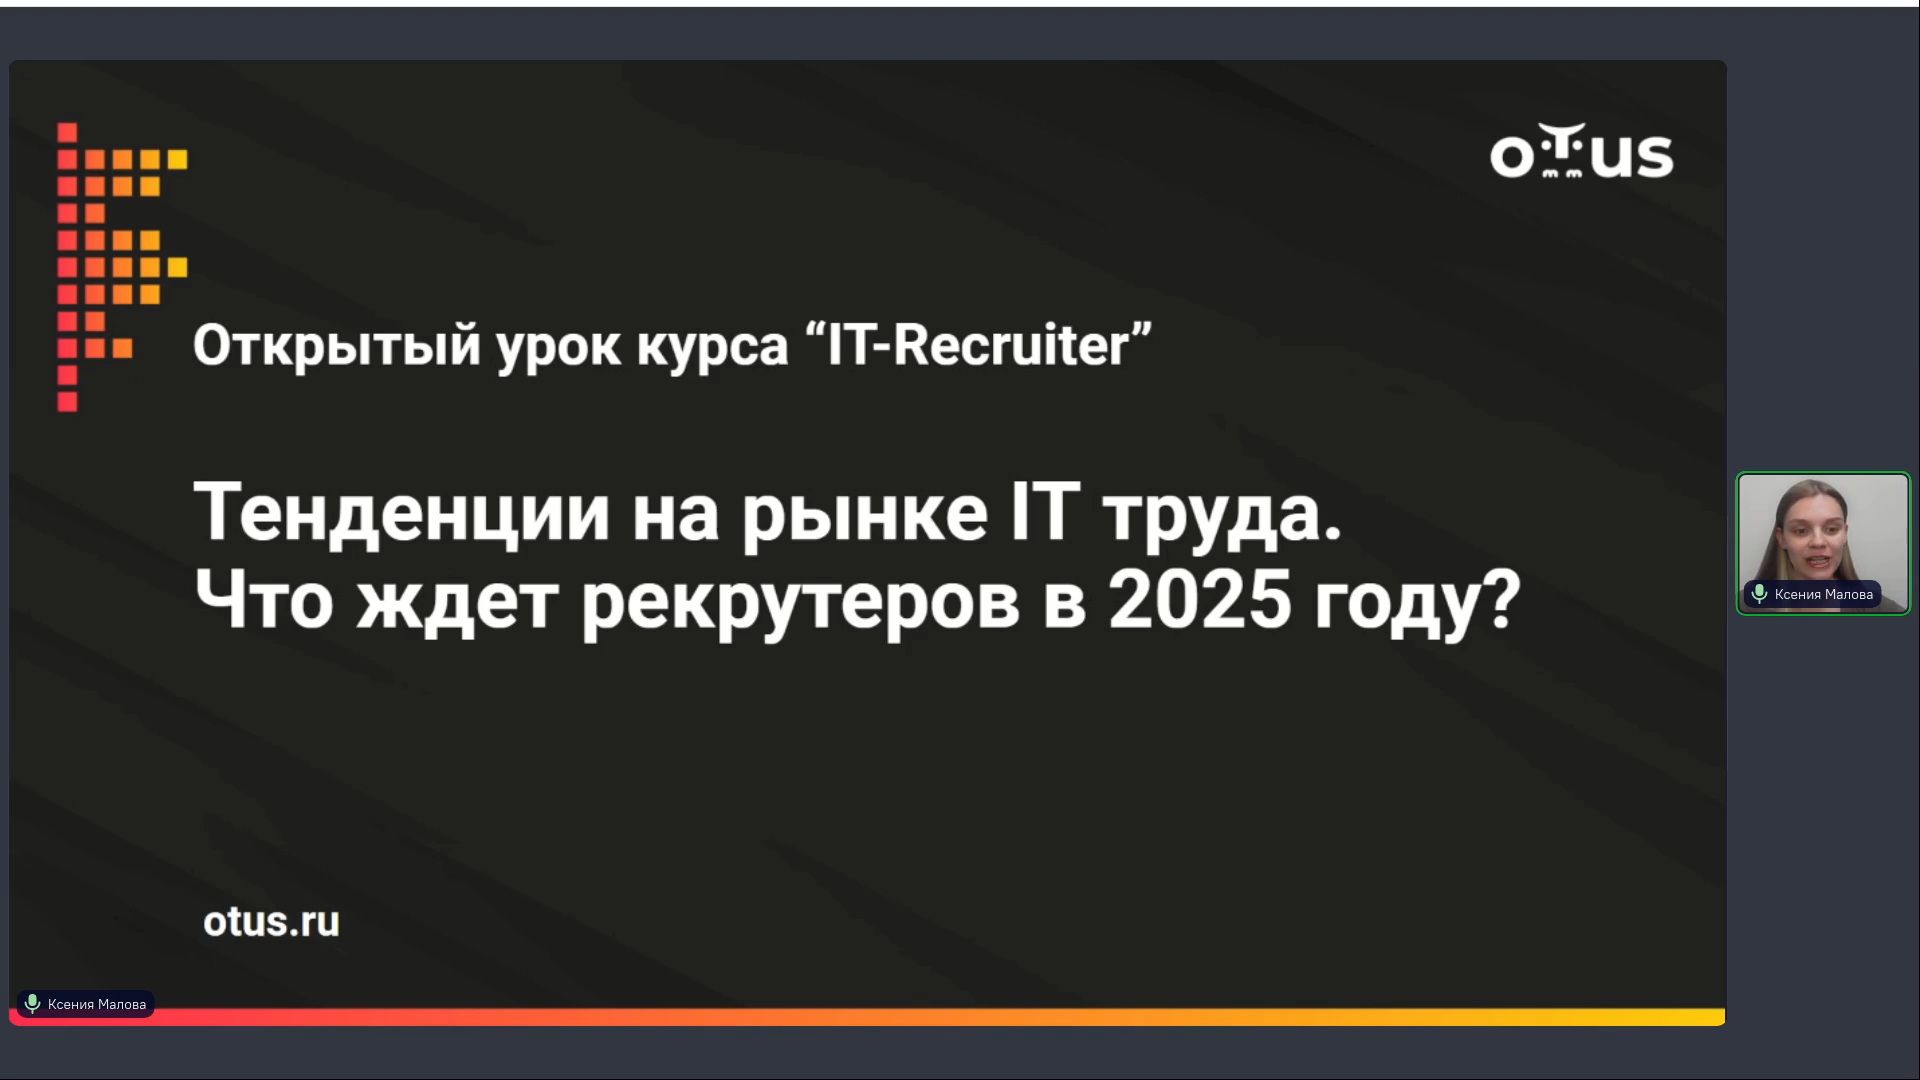 отus
Открытый урок курса “IT-Recruiter”
Тенденции на рынке IT труда.
Что ждет рекрутеров в 2025 году?
Ксения Малова
otus.ru
Ксения Малова